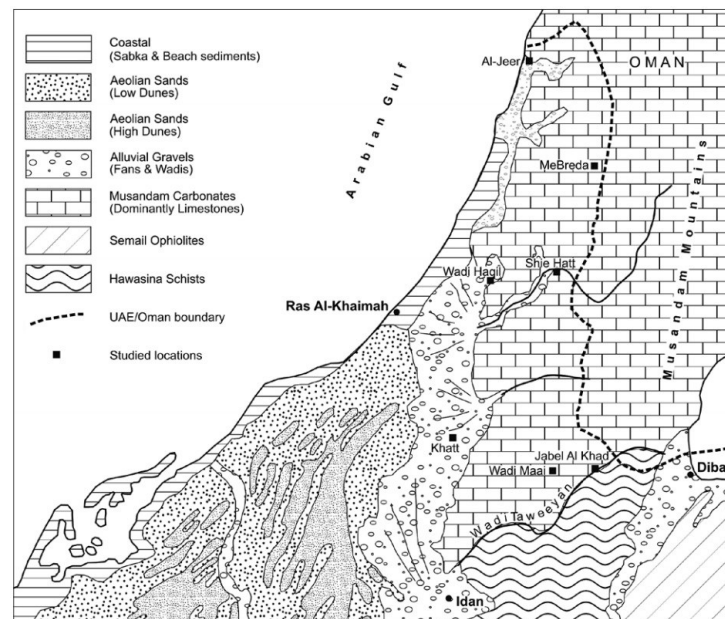 Coastal
(Sabka & Beach sediments)
Aeolian Sands
(Low Dunes)
Aeolian Sands
(High Dunes)
Alluvial Gravels
(Fans & Wadis)
Musandam Carbonates
(Dominantly Limestones)
Semail Ophiolites
Hawasina Schists
UAE/Oman boundary
Studied locations
Arabian Gulf
OMAN
Al-Jeer
MeBreda
Musandam Mountains
Shie Hatt
Wadi Hagil
Ras Al-Khaimah
Khatt
Jabel Al Khad
Wadi Maai
Diba
Wadi Taweeyan
Idan